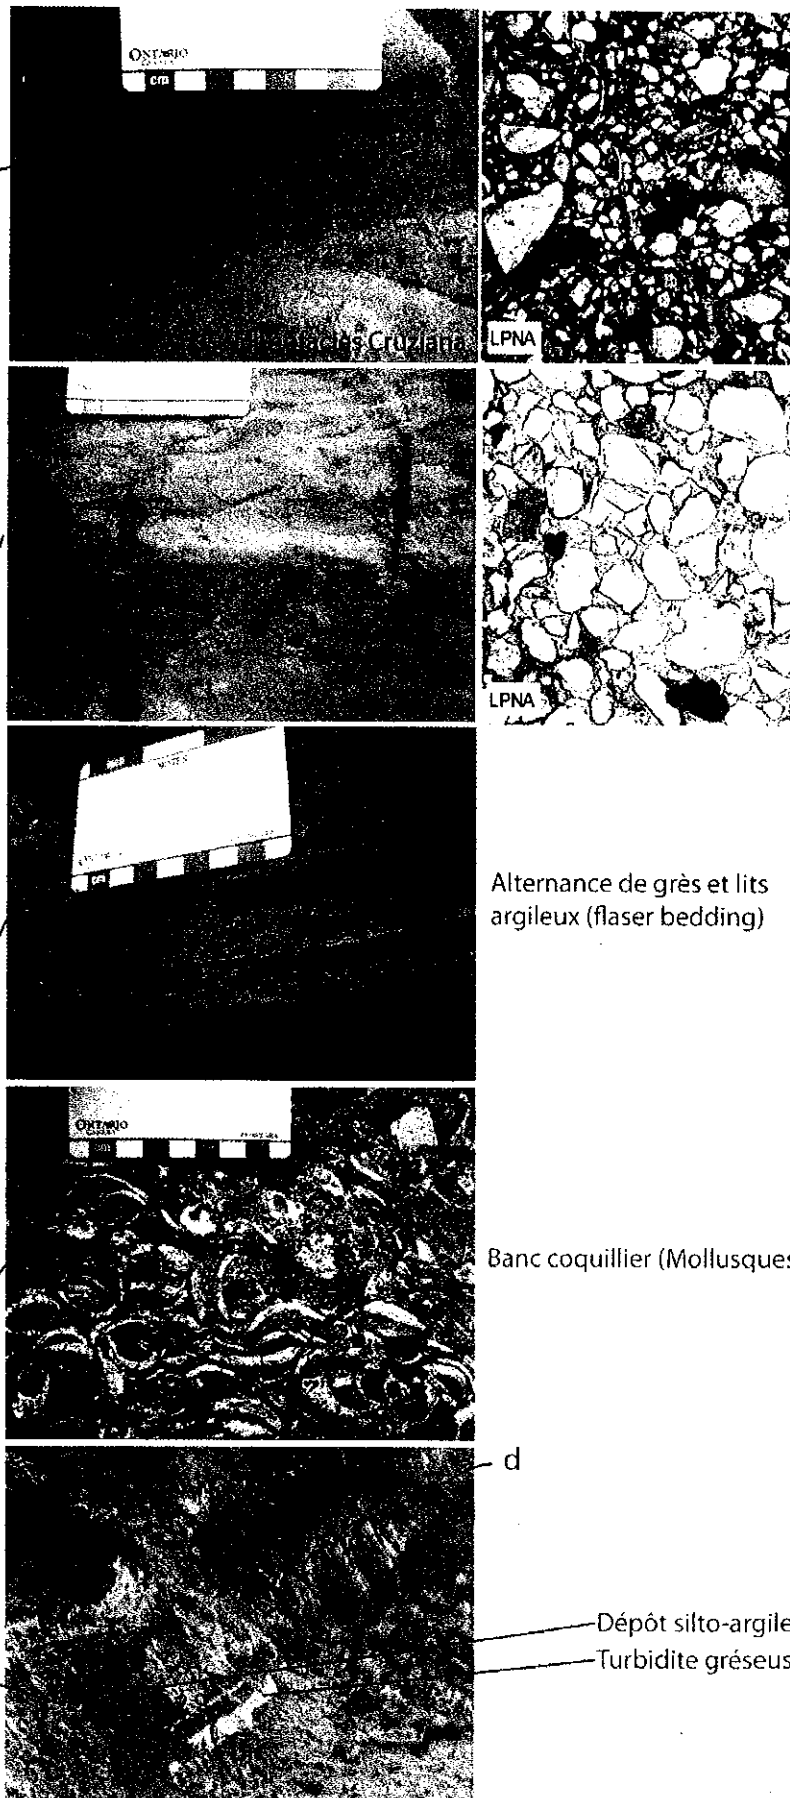 ONTARIO
cm
Cruziana
LPNA
LPNA
Alternance de grès et lits
argileux (flaser bedding)
ONTARIO
Banc coquillier (Mollusques
d
Dépôt silto-argile
Turbidite gréseus